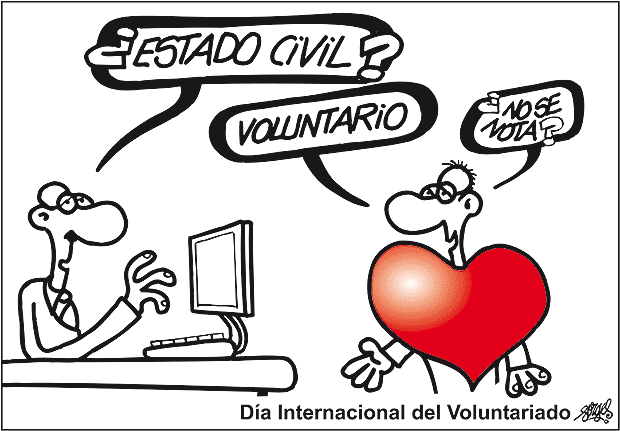 ¿ESTADO CiViL?
VOLUNTARiO
¿NO SE
NOTA?
Día Internacional del Voluntariado